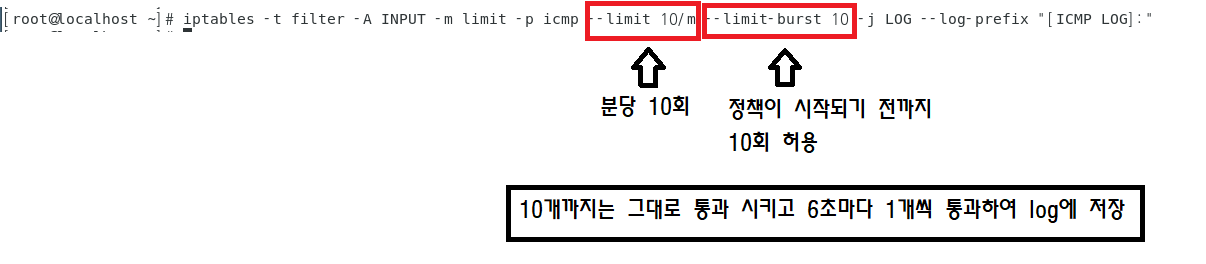 [root@localhost ~]# iptables -t filter -A INPUT -m limit -p icmp --limit 10/m --limit-burst 10 -j LOG --log-prefix "[ICMP LOG]:"
분당 10회
정책이 시작되기 전까지
10회 허용
10개까지는 그대로 통과 시키고 6초마다 1개씩 통과하여 log에 저장